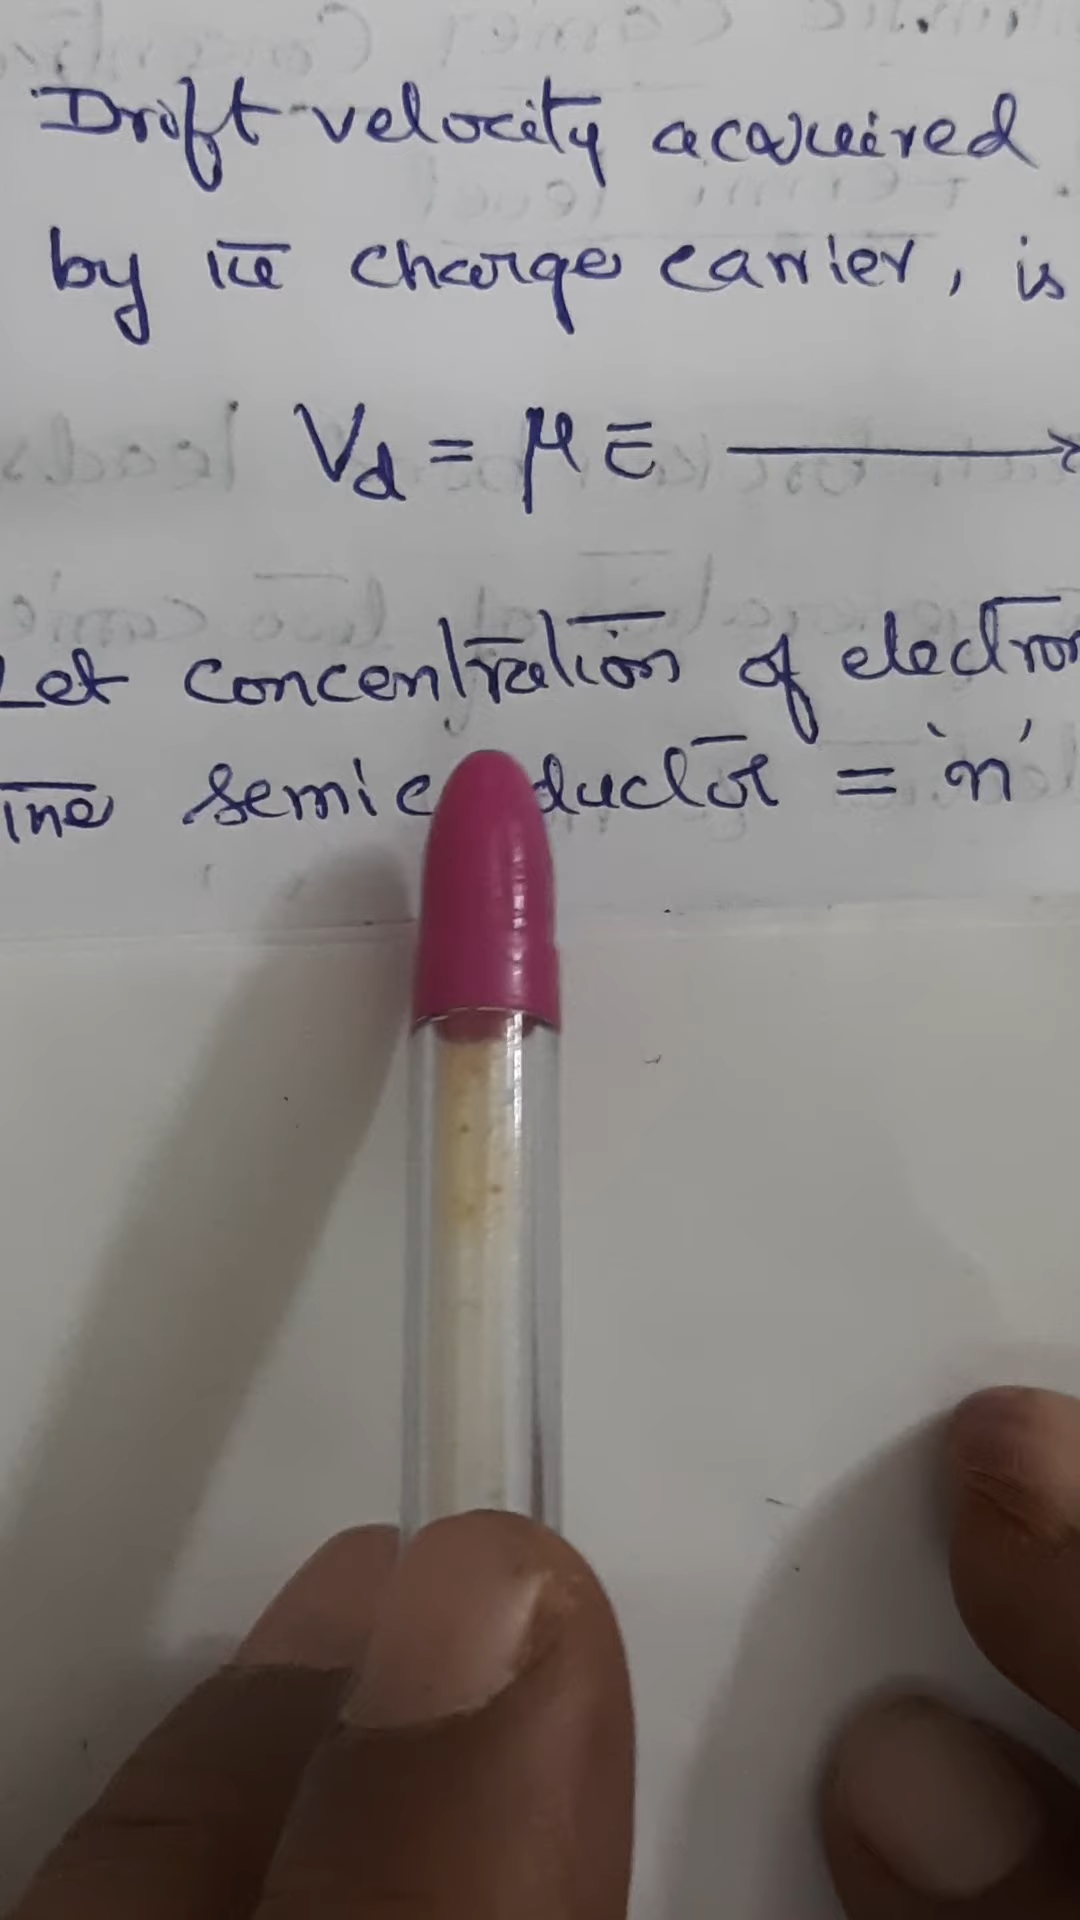 Drift velocity acquired
by the charge carrier, is
Vd = μE →
Let concentration of electron
the semiconductor = 'n'